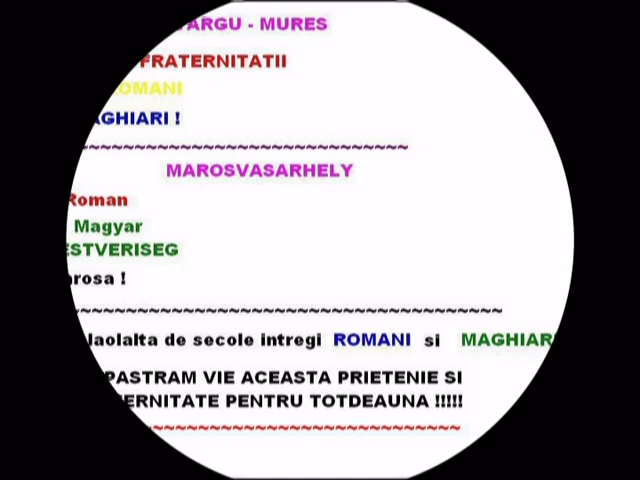 ARGU - MURES
FRATERNITATII
OMANI
AGHIARI !
~~~~~~~~~~~~~~~~~~~~~~~~~~~~
MAROSVASARHELY
Roman
Magyar
ESTVERISEG
arosa !
~~~~~~~~~~~~~~~~~~~~~~~~~~~~~~~~~~~~
laolalta de secole intregi ROMANI si MAGHIAR
PASTRAM VIE ACEASTA PRIETENIE SI
ERNITATE PENTRU TOTDEAUNA !!!!!
~~~~~~~~~~~~~~~~~~~~~~~~~~